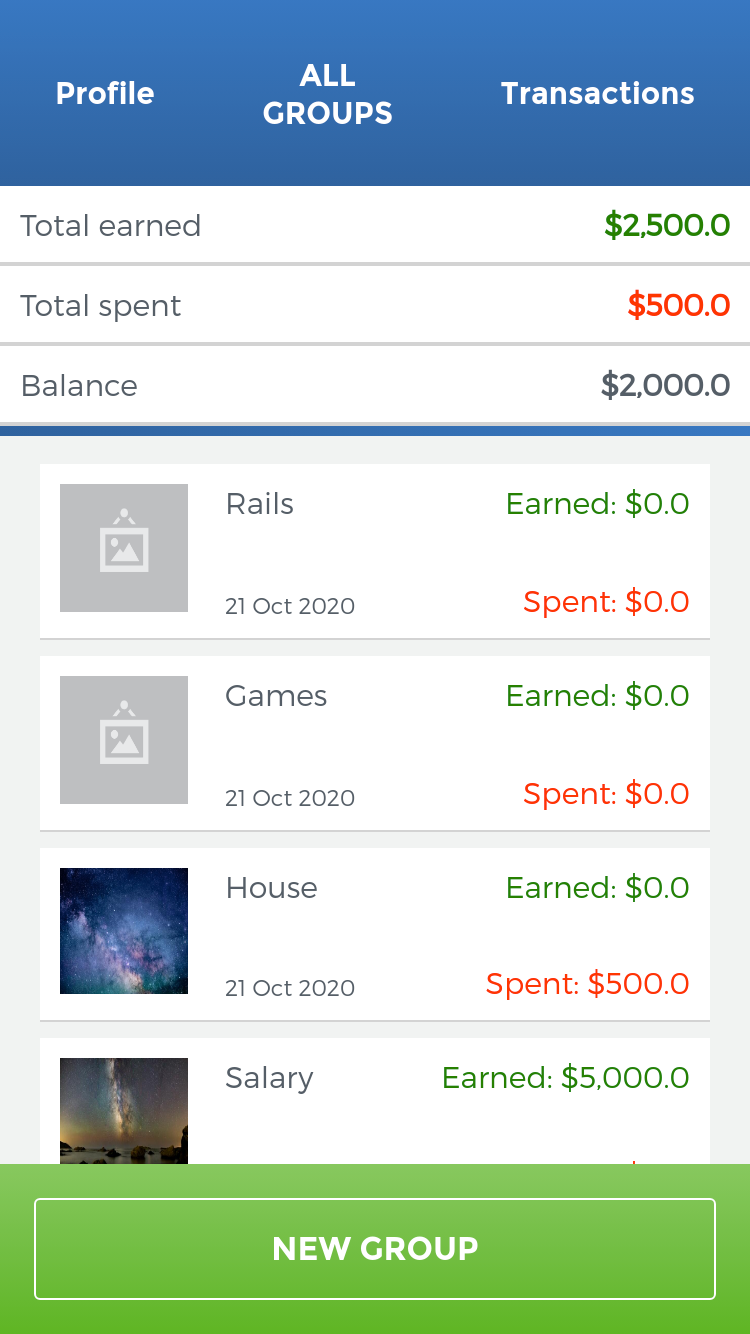 Profile
ALL
GROUPS
Transactions
Total earned $2,500.0
Total spent $500.0
Balance $2,000.0
Rails Earned: $0.0
21 Oct 2020 Spent: $0.0
Games Earned: $0.0
21 Oct 2020 Spent: $0.0
House Earned: $0.0
21 Oct 2020 Spent: $500.0
Salary Earned: $5,000.0
NEW GROUP